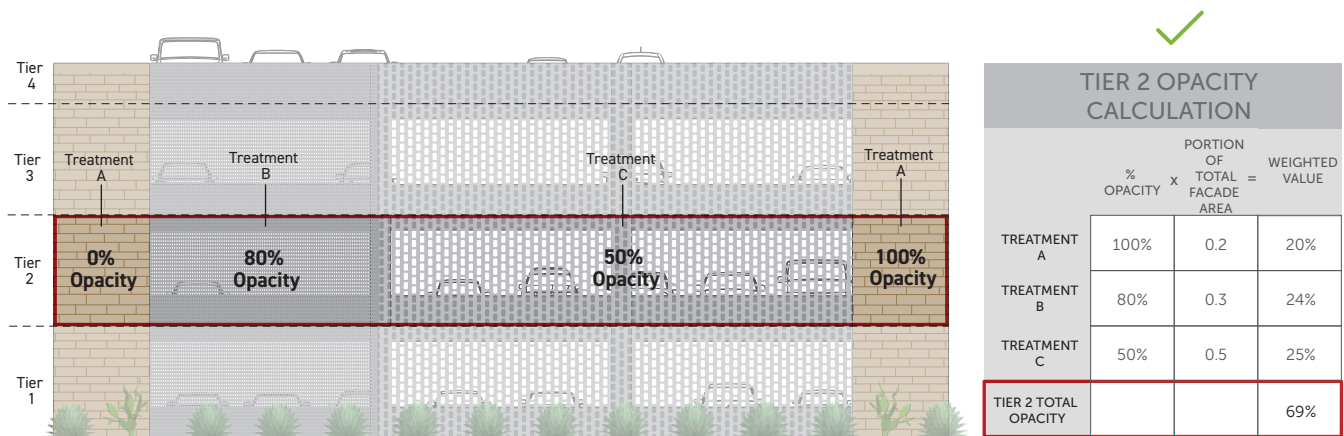 Tier
4
Tier
3
Treatment
A
Treatment
B
Treatment
C
Treatment
A
Tier
2
0%
Opacity
80%
Opacity
50%
Opacity
100%
Opacity
Tier
1
TIER 2 OPACITY
CALCULATION
%
OPACITY
x
PORTION
OF
TOTAL
FACADE
AREA
=
WEIGHTED
VALUE
TREATMENT
A
100%
0.2
20%
TREATMENT
B
80%
0.3
24%
TREATMENT
C
50%
0.5
25%
TIER 2 TOTAL
OPACITY
69%